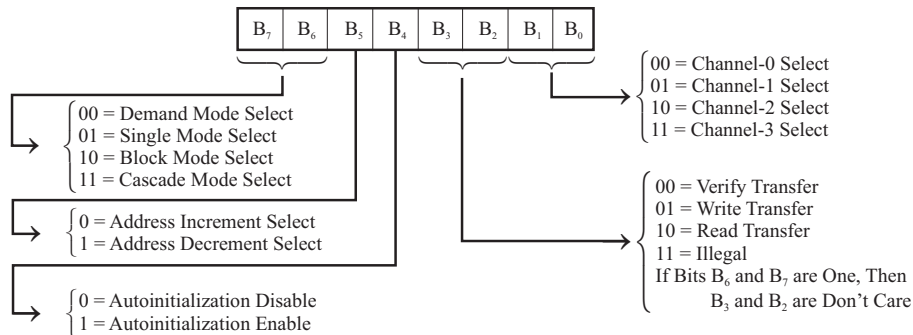 B₇ B₆ B₅ B₄ B₃ B₂ B₁ B₀
00 = Channel-0 Select
01 = Channel-1 Select
10 = Channel-2 Select
11 = Channel-3 Select
00 = Demand Mode Select
01 = Single Mode Select
10 = Block Mode Select
11 = Cascade Mode Select
00 = Verify Transfer
01 = Write Transfer
10 = Read Transfer
11 = Illegal
If Bits B₆ and B₇ are One, Then
B₃ and B₂ are Don’t Care
0 = Address Increment Select
1 = Address Decrement Select
0 = Autoinitialization Disable
1 = Autoinitialization Enable